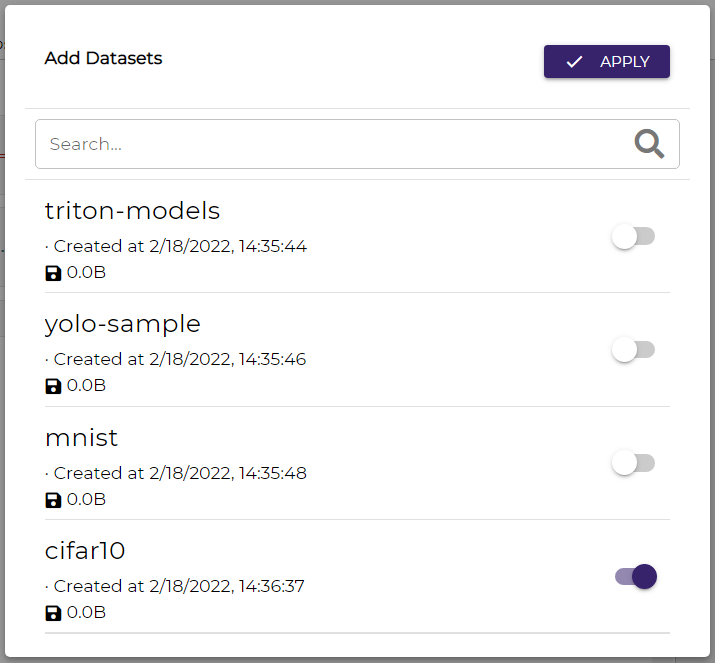 Add Datasets
APPLY
Search...
triton-models
· Created at 2/18/2022, 14:35:44
0.0B
yolo-sample
· Created at 2/18/2022, 14:35:46
0.0B
mnist
· Created at 2/18/2022, 14:35:48
0.0B
cifar10
· Created at 2/18/2022, 14:36:37
0.0B